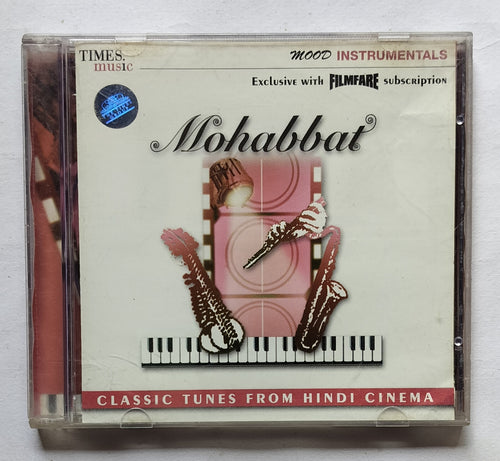 TIMES.
music
MOOD INSTRUMENTALS
Exclusive with FILMFARE subscription
Mohabbat
CLASSIC TUNES FROM HINDI CINEMA